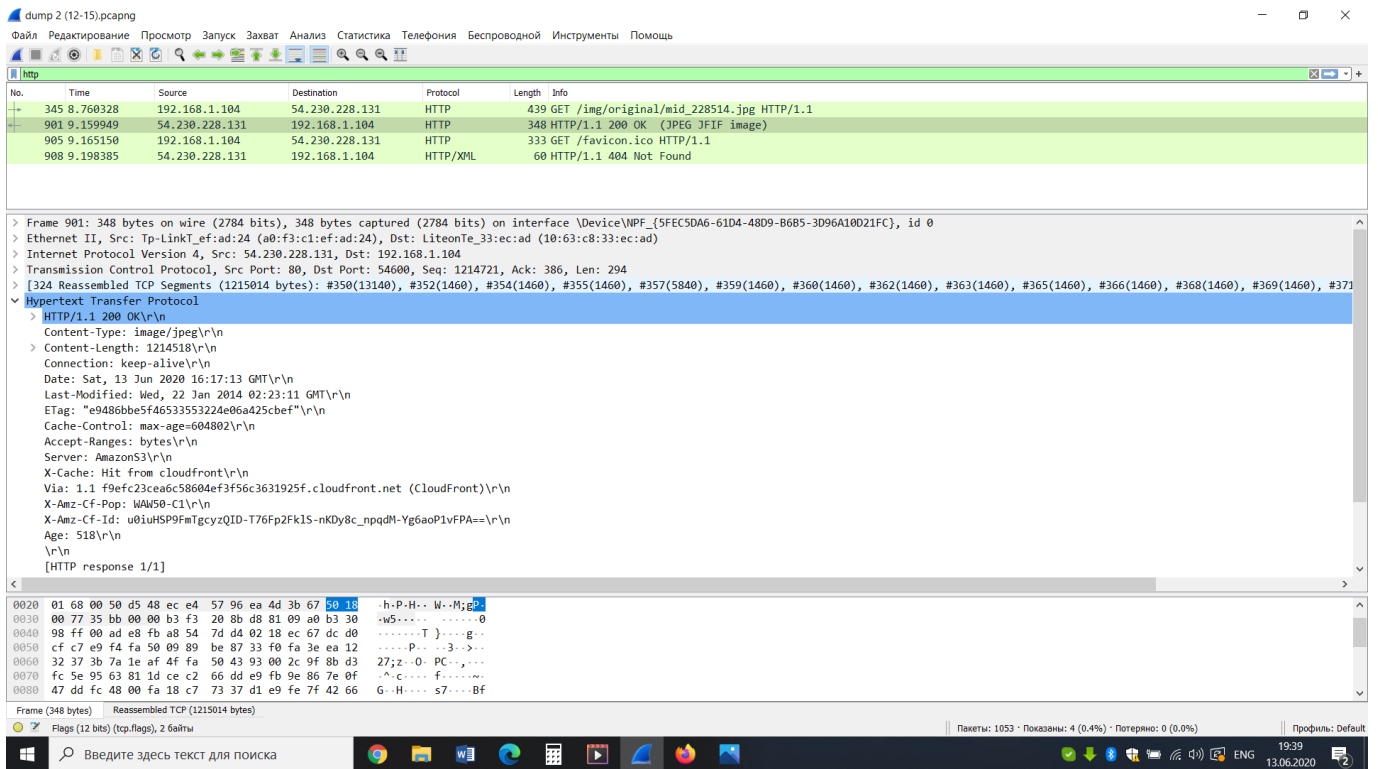 dump 2 (12-15).pcapng
Файл Редактирование Просмотр Запуск Захват Анализ Статистика Телефония Беспроводной Инструменты Помощь
http
No. Time Source Destination Protocol Length Info
345 8.760328 192.168.1.104 54.230.228.131 HTTP 439 GET /img/original/mid_228514.jpg HTTP/1.1
901 9.159949 54.230.228.131 192.168.1.104 HTTP 348 HTTP/1.1 200 OK (JPEG JFIF image)
905 9.165150 192.168.1.104 54.230.228.131 HTTP 333 GET /favicon.ico HTTP/1.1
908 9.198385 54.230.228.131 192.168.1.104 HTTP/XML 60 HTTP/1.1 404 Not Found
Frame 901: 348 bytes on wire (2784 bits), 348 bytes captured (2784 bits) on interface \Device\NPF_{5FEC5DA6-61D4-48D9-B6B5-3D96A10D21FC}, id 0
Ethernet II, Src: Tp-LinkT_ef:ad:24 (a0:f3:c1:ef:ad:24), Dst: LiteonTe_33:ec:ad (10:63:c8:33:ec:ad)
Internet Protocol Version 4, Src: 54.230.228.131, Dst: 192.168.1.104
Transmission Control Protocol, Src Port: 80, Dst Port: 54600, Seq: 1214721, Ack: 386, Len: 294
[324 Reassembled TCP Segments (1215014 bytes): #350(13140), #352(1460), #354(1460), #355(1460), #357(5840), #359(1460), #360(1460), #362(1460), #363(1460), #365(1460), #366(1460), #368(1460), #369(1460), #371
Hypertext Transfer Protocol
HTTP/1.1 200 OK\r\n
Content-Type: image/jpeg\r\n
Content-Length: 1214518\r\n
Connection: keep-alive\r\n
Date: Sat, 13 Jun 2020 16:17:13 GMT\r\n
Last-Modified: Wed, 22 Jan 2014 02:23:11 GMT\r\n
ETag: "e9486bbe5f46533553224e06a425cbef"\r\n
Cache-Control: max-age=604802\r\n
Accept-Ranges: bytes\r\n
Server: AmazonS3\r\n
X-Cache: Hit from cloudfront\r\n
Via: 1.1 f9efc23cea6c58604ef3f56c3631925f.cloudfront.net (CloudFront)\r\n
X-Amz-Cf-Pop: WAW50-C1\r\n
X-Amz-Cf-Id: u0iuHSP9FmTgcyzQID-T76Fp2FklS-nKDy8c_npqdM-Yg6aoP1vFPA==\r\n
Age: 518\r\n
\r\n
[HTTP response 1/1]
0020 01 68 00 50 d5 48 ec e4 57 96 ea 4d 3b 67 50 18 ·h·P·H·· W··M;gP·
0030 00 77 35 bb 00 00 b3 f3 20 8b d8 81 09 a0 b3 30 ·w5····· ·······0
0040 98 ff 00 ad e8 fb a8 54 7d d4 02 18 ec 67 dc d0 ·······T }····g··
0050 cf c7 e9 f4 fa 50 09 89 be 87 33 f0 fa 3e ea 12 ·····P·· ··3··>··
0060 32 37 3b 7a 1e af 4f fa 50 43 93 00 2c 9f 8b d3 27;z··O· PC··,···
0070 fc 5e 95 63 81 1d ce c2 66 dd e9 fb 9e 86 7e 0f ·^·c···· f·····~·
0080 47 dd fc 48 00 fa 18 c7 73 37 d1 e9 fe 7f 42 66 G··H···· s7····Bf
Frame (348 bytes) Reassembled TCP (1215014 bytes)
Flags (12 bits) (tcp.flags), 2 байты Пакеты: 1053 · Показаны: 4 (0.4%) · Потеряно: 0 (0.0%) Профиль: Default
Введите здесь текст для поиска ENG 19:39
13.06.2020 2